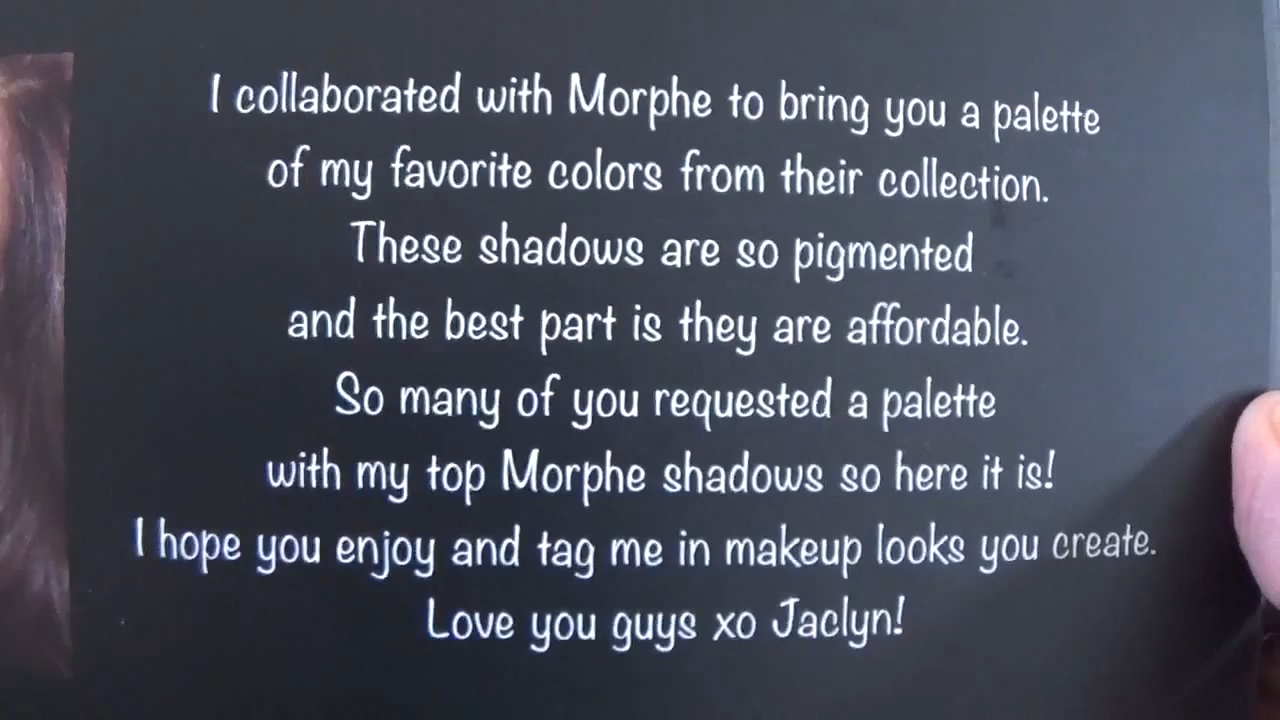 I collaborated with Morphe to bring you a palette
of my favorite colors from their collection.
These shadows are so pigmented
and the best part is they are affordable.
So many of you requested a palette
with my top Morphe shadows so here it is!
I hope you enjoy and tag me in makeup looks you create.
Love you guys xo Jaclyn!